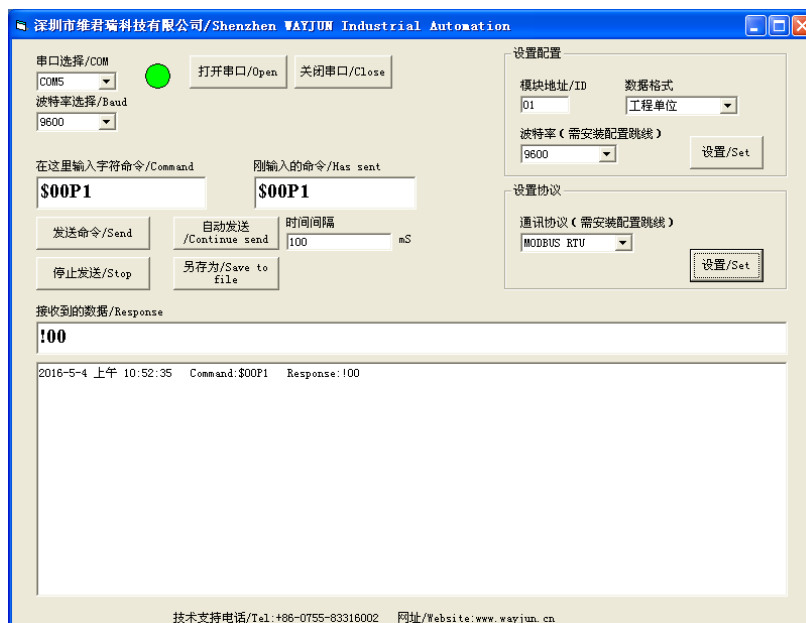 深圳市维君瑞科技有限公司/Shenzhen WAYJUN Industrial Automation
串口选择/COM
COM5
打开串口/Open
关闭串口/Close
波特率选择/Baud
9600
设置配置
模块地址/ID
数据格式
01
工程单位
波特率(需安装配置跳线)
9600
设置/Set
在这里输入字符命令/Command
刚输入的命令/Has sent
$00P1
$00P1
发送命令/Send
自动发送
/Continue send
时间间隔
100
mS
停止发送/Stop
另存为/Save to
file
设置协议
通讯协议(需安装配置跳线)
MODBUS RTU
设置/Set
接收到的数据/Response
!00
2016-5-4 上午 10:52:35 Command:$00P1 Response:!00
技术支持电话/Tel:+86-0755-83316002 网址/Website:www.wayjun.cn